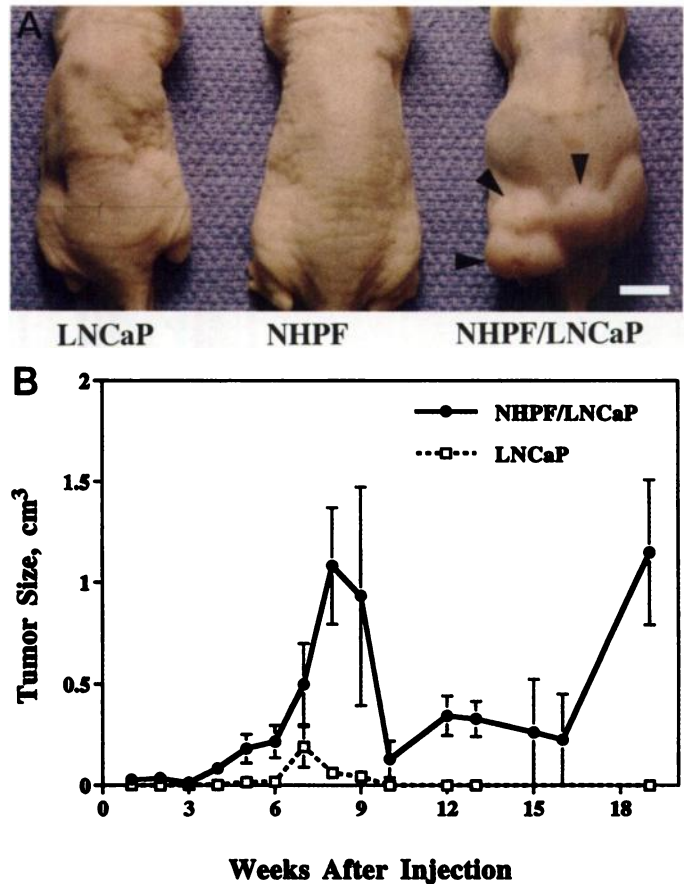 A
LNCaP NHPF NHPF/LNCaP
B
2
NHPF/LNCaP
LNCaP
1.5
1
0.5
0
0 3 6 9 12 15 18
Tumor Size, cm³
Weeks After Injection